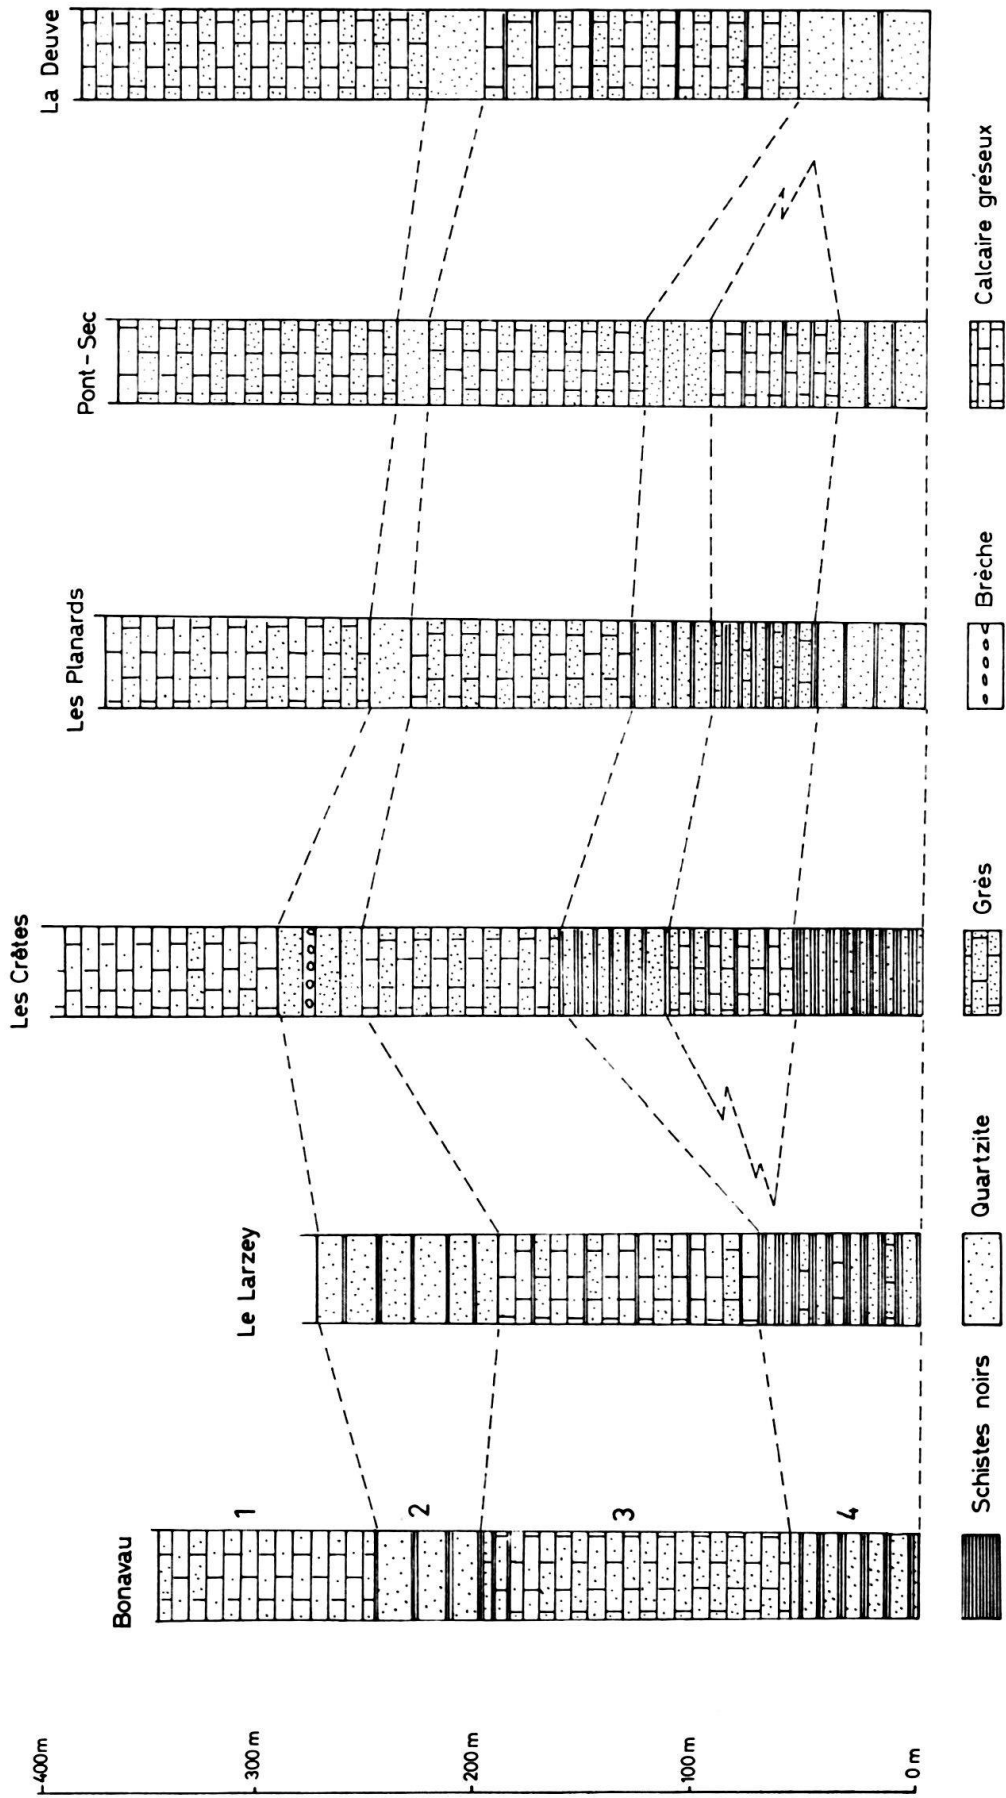 Bonavau
Le Larzey
Les Crêtes
Les Planards
Pont-Sec
La Deuve
400 m
300 m
200 m
100 m
0 m
1
2
3
4
Schistes noirs
Quartzite
Grès
Brèche
Calcaire gréseux